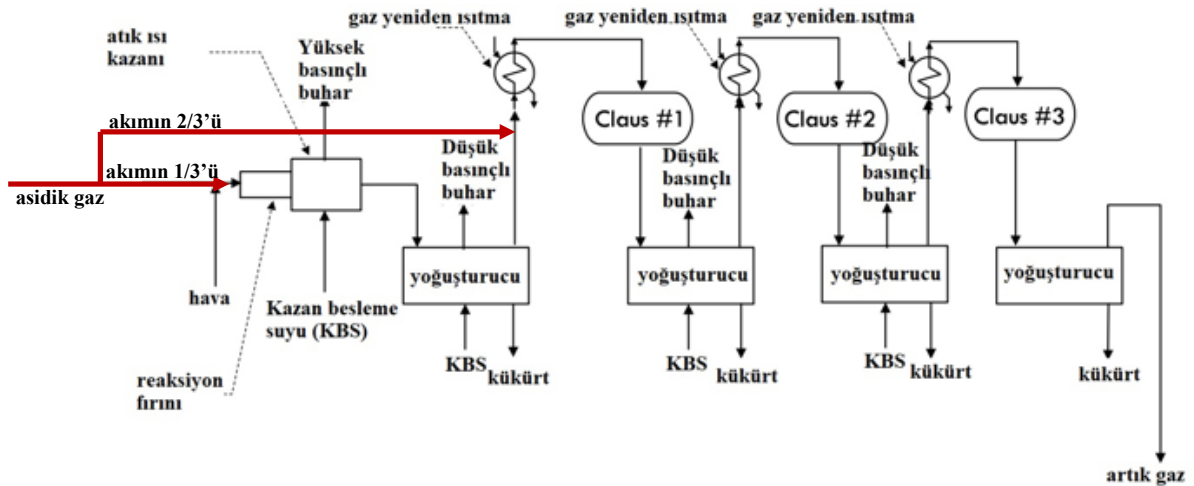 atık ısı
kazanı
Yüksek
basınçlı
buhar
gaz yeniden ısıtma
gaz yeniden ısıtma
gaz yeniden ısıtma
akımın 2/3’ü
akımın 1/3’ü
asidik gaz
Düşük
basınçlı
buhar
Claus #1
Düşük
basınçlı
buhar
Claus #2
Düşük
basınçlı
buhar
Claus #3
yoğuşturucu
yoğuşturucu
yoğuşturucu
yoğuşturucu
hava
Kazan besleme
suyu (KBS)
KBS
kükürt
KBS
kükürt
KBS
kükürt
kükürt
reaksiyon
fırını
artık gaz